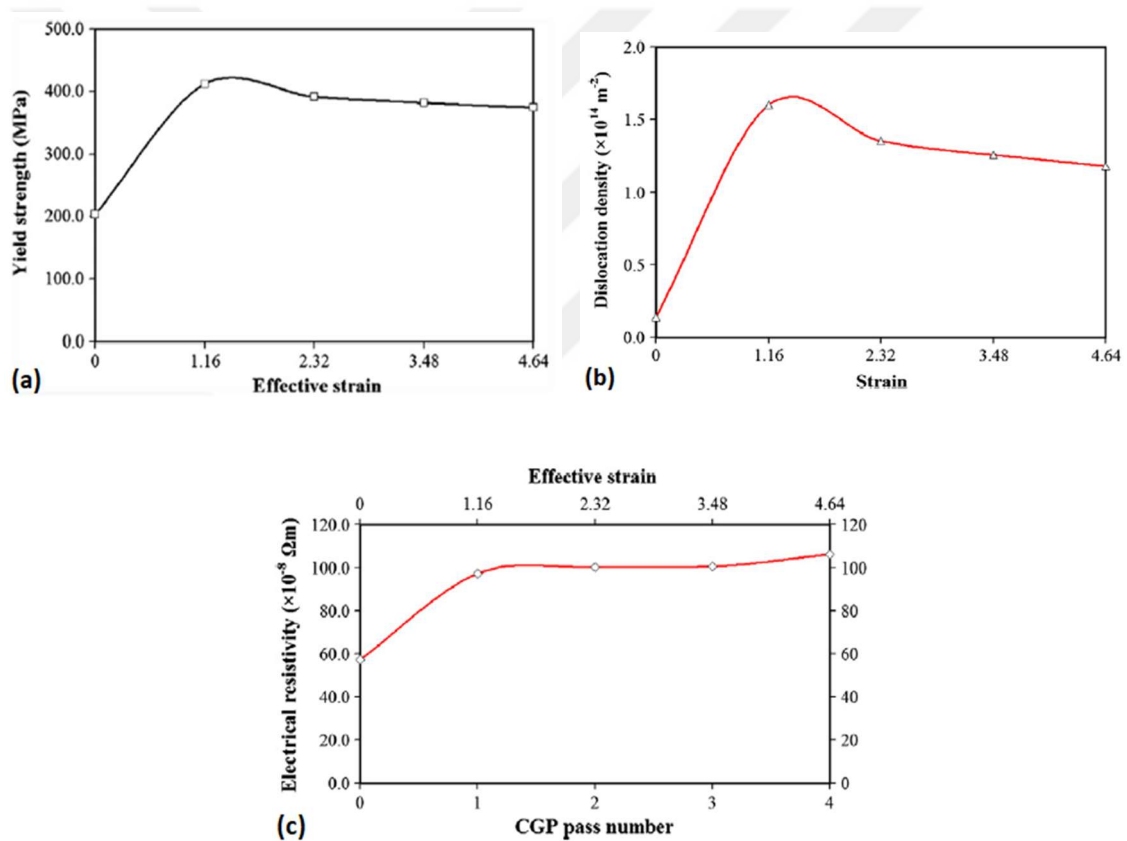 500.0
400.0
300.0
200.0
100.0
0.0
Yield strength (MPa)
0 1.16 2.32 3.48 4.64
Effective strain
(a)
2.0
1.5
1.0
0.5
0.0
Dislocation density (×10¹⁴ m⁻²)
0 1.16 2.32 3.48 4.64
Strain
(b)
Effective strain
0 1.16 2.32 3.48 4.64
120.0 120
100.0 100
80.0 80
60.0 60
40.0 40
20.0 20
0.0 0
Electrical resistivity (×10⁻⁸ Ωm)
0 1 2 3 4
CGP pass number
(c)